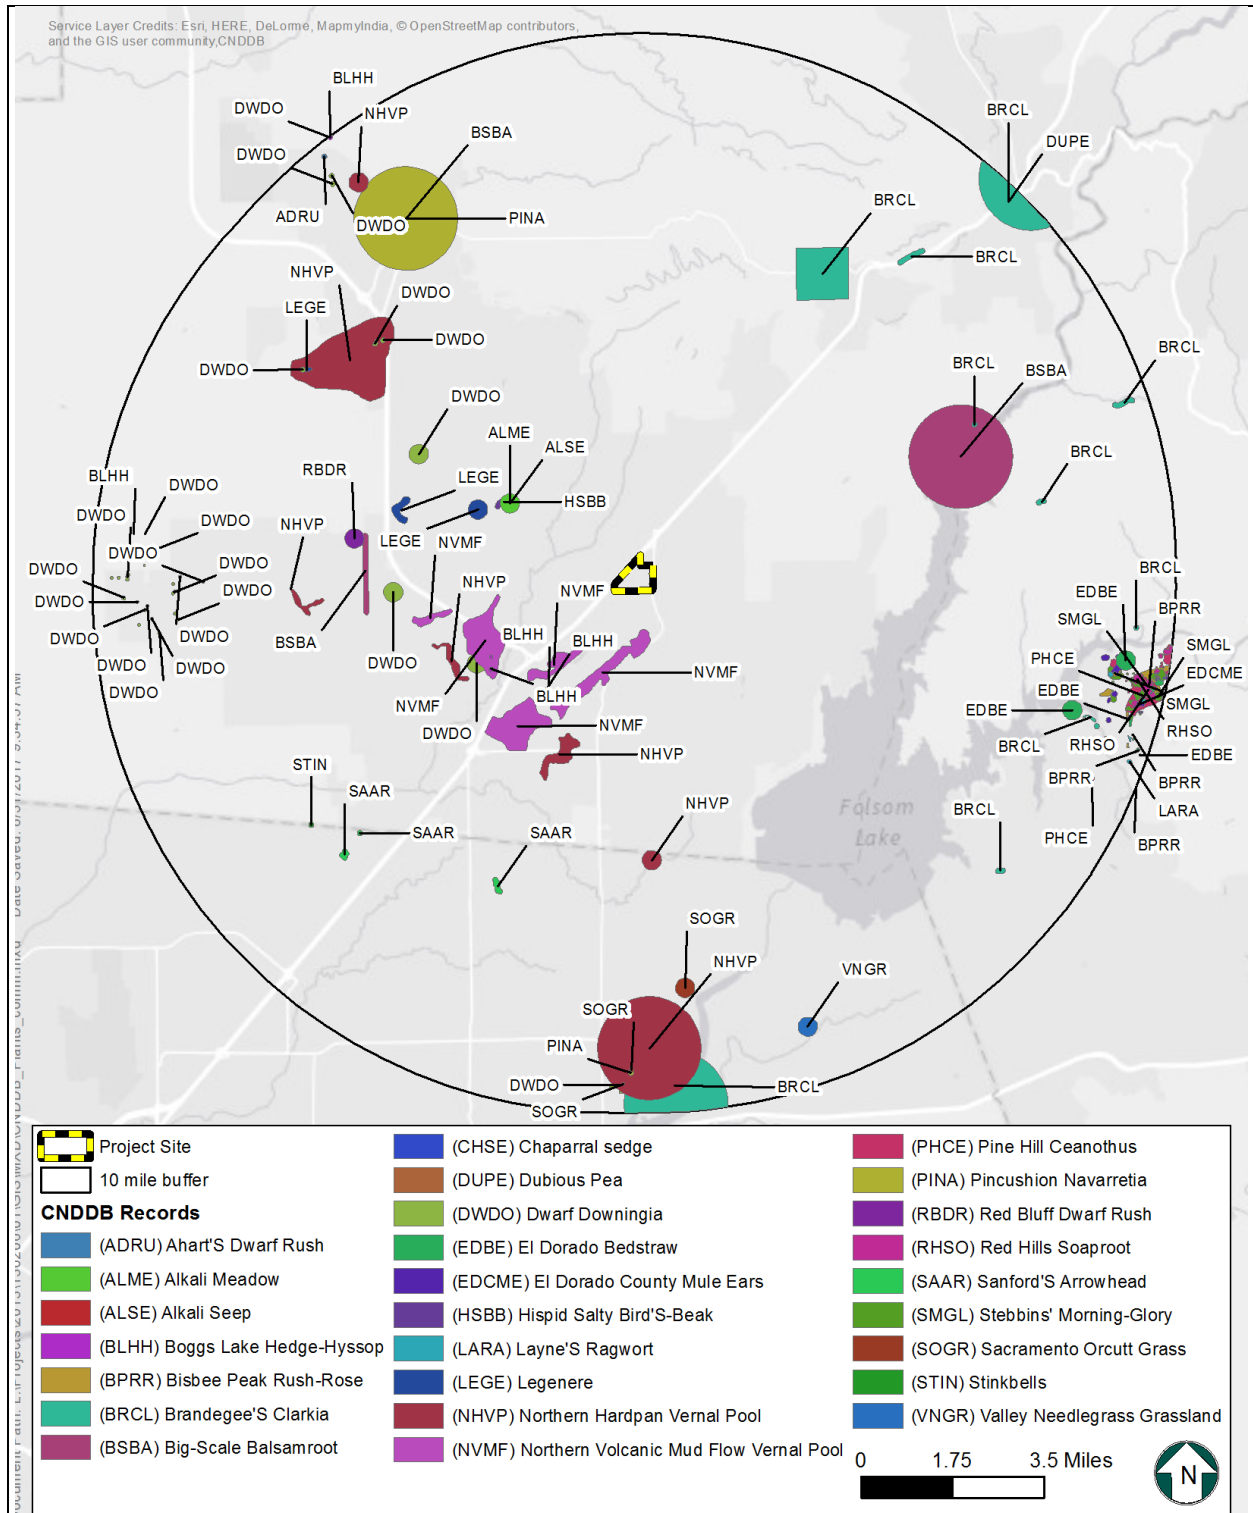 Service Layer Credits: Esri, HERE, DeLorme, MapmyIndia, © OpenStreetMap contributors,
and the GIS user community,CNDDB
BLHH
DWDO
NHVP
BSBA
DWDO
ADRU
DWDO
PINA
BRCL
DUPE
BRCL
BRCL
NHVP
DWDO
LEGE
DWDO
DWDO
BRCL
BRCL
BSBA
DWDO
ALME
ALSE
BRCL
BLHH
RBDR
LEGE
DWDO
HSBB
DWDO
DWDO
NHVP
LEGE
NVMF
DWDO
DWDO
DWDO
NHVP
NVMF
BRCL
DWDO
EDBE
BPRR
DWDO
SMGL
DWDO
BSBA
BLHH
BLHH
SMGL
DWDO
DWDO
PHCE
DWDO
DWDO
NVMF
EDCME
DWDO
BLHH
EDBE
SMGL
NVMF
EDBE
DWDO
NVMF
RHSO
BRCL
RHSO
NHVP
EDBE
STIN
BPRR
BPRR
SAAR
NHVP
BRCL
LARA
Folsom
Lake
SAAR
SAAR
PHCE
BPRR
SOGR
NHVP
VNGR
SOGR
PINA
DWDO
BRCL
SOGR
Project Site
10 mile buffer
CNDDB Records
(ADRU) Ahart'S Dwarf Rush
(ALME) Alkali Meadow
(ALSE) Alkali Seep
(BLHH) Boggs Lake Hedge-Hyssop
(BPRR) Bisbee Peak Rush-Rose
(BRCL) Brandegee'S Clarkia
(BSBA) Big-Scale Balsamroot
(CHSE) Chaparral sedge
(DUPE) Dubious Pea
(DWDO) Dwarf Downingia
(EDBE) El Dorado Bedstraw
(EDCME) El Dorado County Mule Ears
(HSBB) Hispid Salty Bird'S-Beak
(LARA) Layne'S Ragwort
(LEGE) Legenere
(NHVP) Northern Hardpan Vernal Pool
(NVMF) Northern Volcanic Mud Flow Vernal Pool
(PHCE) Pine Hill Ceanothus
(PINA) Pincushion Navarretia
(RBDR) Red Bluff Dwarf Rush
(RHSO) Red Hills Soaproot
(SAAR) Sanford'S Arrowhead
(SMGL) Stebbins' Morning-Glory
(SOGR) Sacramento Orcutt Grass
(STIN) Stinkbells
(VNGR) Valley Needlegrass Grassland
0 1.75 3.5 Miles
N